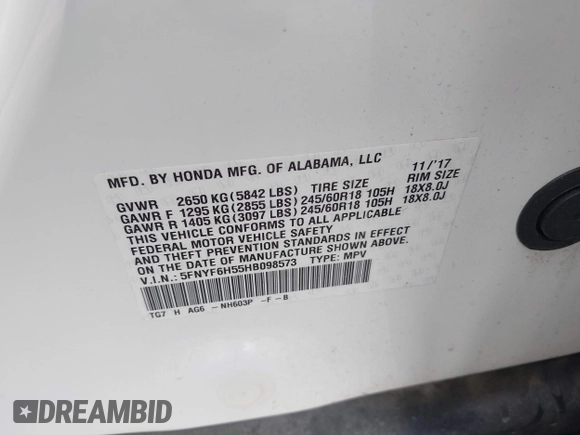 MFD. BY HONDA MFG. OF ALABAMA, LLC 11/'17
GVWR 2650 KG (5842 LBS) TIRE SIZE RIM SIZE
GAWR F 1295 KG (2855 LBS) 245/60R18 105H 18X8.0J
GAWR R 1405 KG (3097 LBS) 245/60R18 105H 18X8.0J
THIS VEHICLE CONFORMS TO ALL APPLICABLE
FEDERAL MOTOR VEHICLE SAFETY
AND THEFT PREVENTION STANDARDS IN EFFECT
ON THE DATE OF MANUFACTURE SHOWN ABOVE.
V.I.N.: 5FNYF6H55HB098573 TYPE: MPV
TG7 H AG6 - NH603P -F-B
DREAMBID